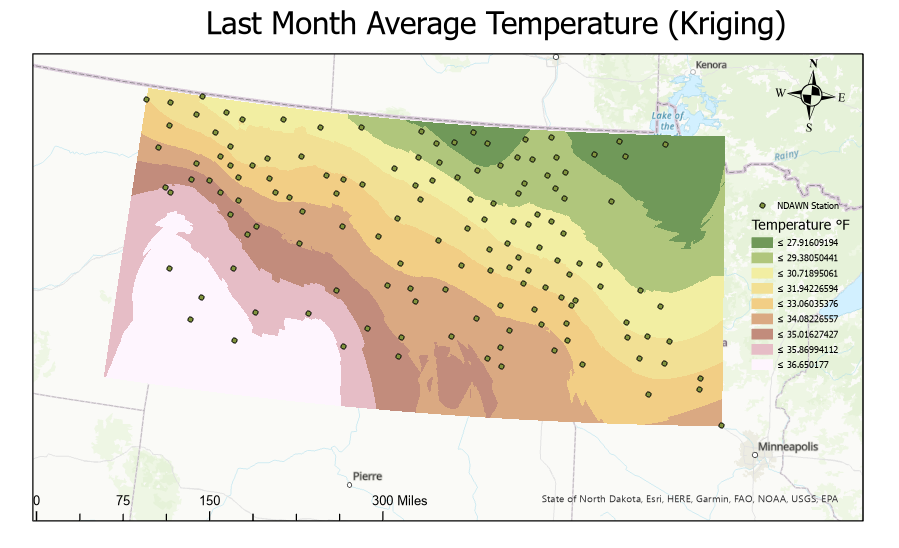 Last Month Average Temperature (Kriging)
Kenora
N
W E
S
Lake of
the
Rainy
NDAWN Station
Temperature °F
≤ 27.91609194
≤ 29.38050441
≤ 30.71895061
≤ 31.94226594
≤ 33.06035376
≤ 34.08226557
≤ 35.01627427
≤ 35.86994112
≤ 36.650177
a
Minneapolis
Pierre
0 75 150 300 Miles
State of North Dakota, Esri, HERE, Garmin, FAO, NOAA, USGS, EPA